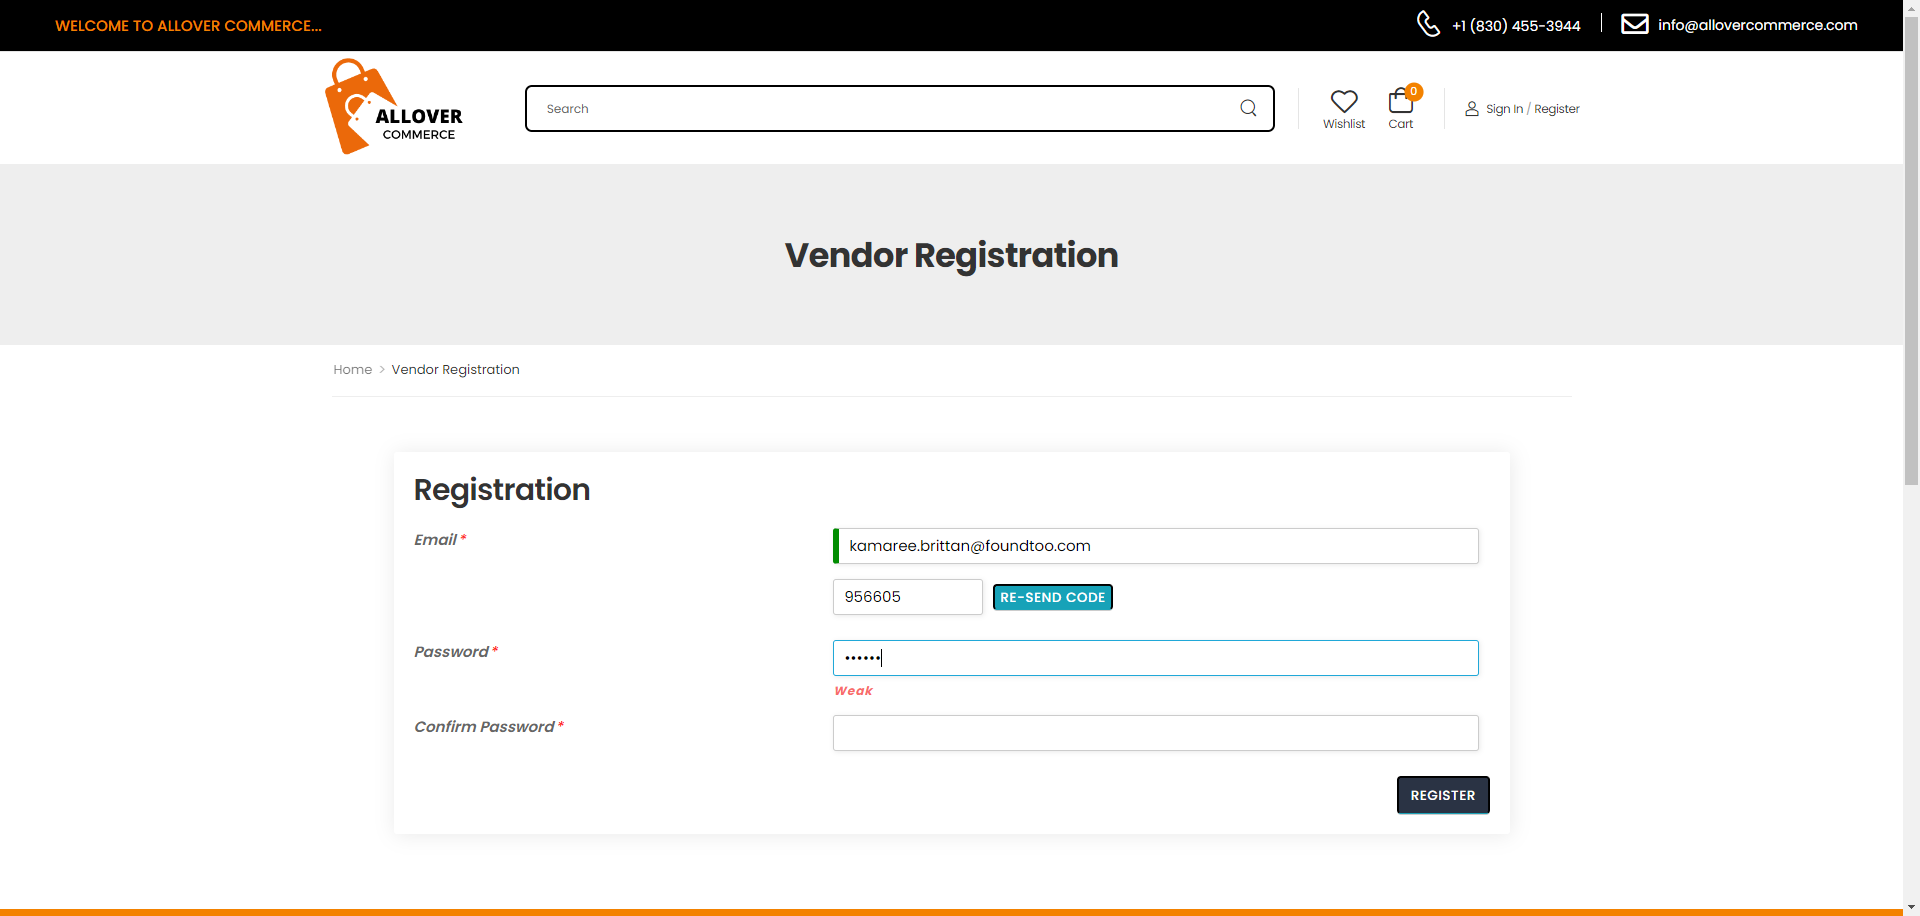 WELCOME TO ALLOVER COMMERCE...
+1 (830) 455-3944
info@allovercommerce.com
ALLOVER
COMMERCE
Search
Wishlist
0
Cart
Sign In / Register
Vendor Registration
Home > Vendor Registration
Registration
Email *
kamaree.brittan@foundtoo.com
956605
RE-SEND CODE
Password *
••••••
Weak
Confirm Password *
REGISTER